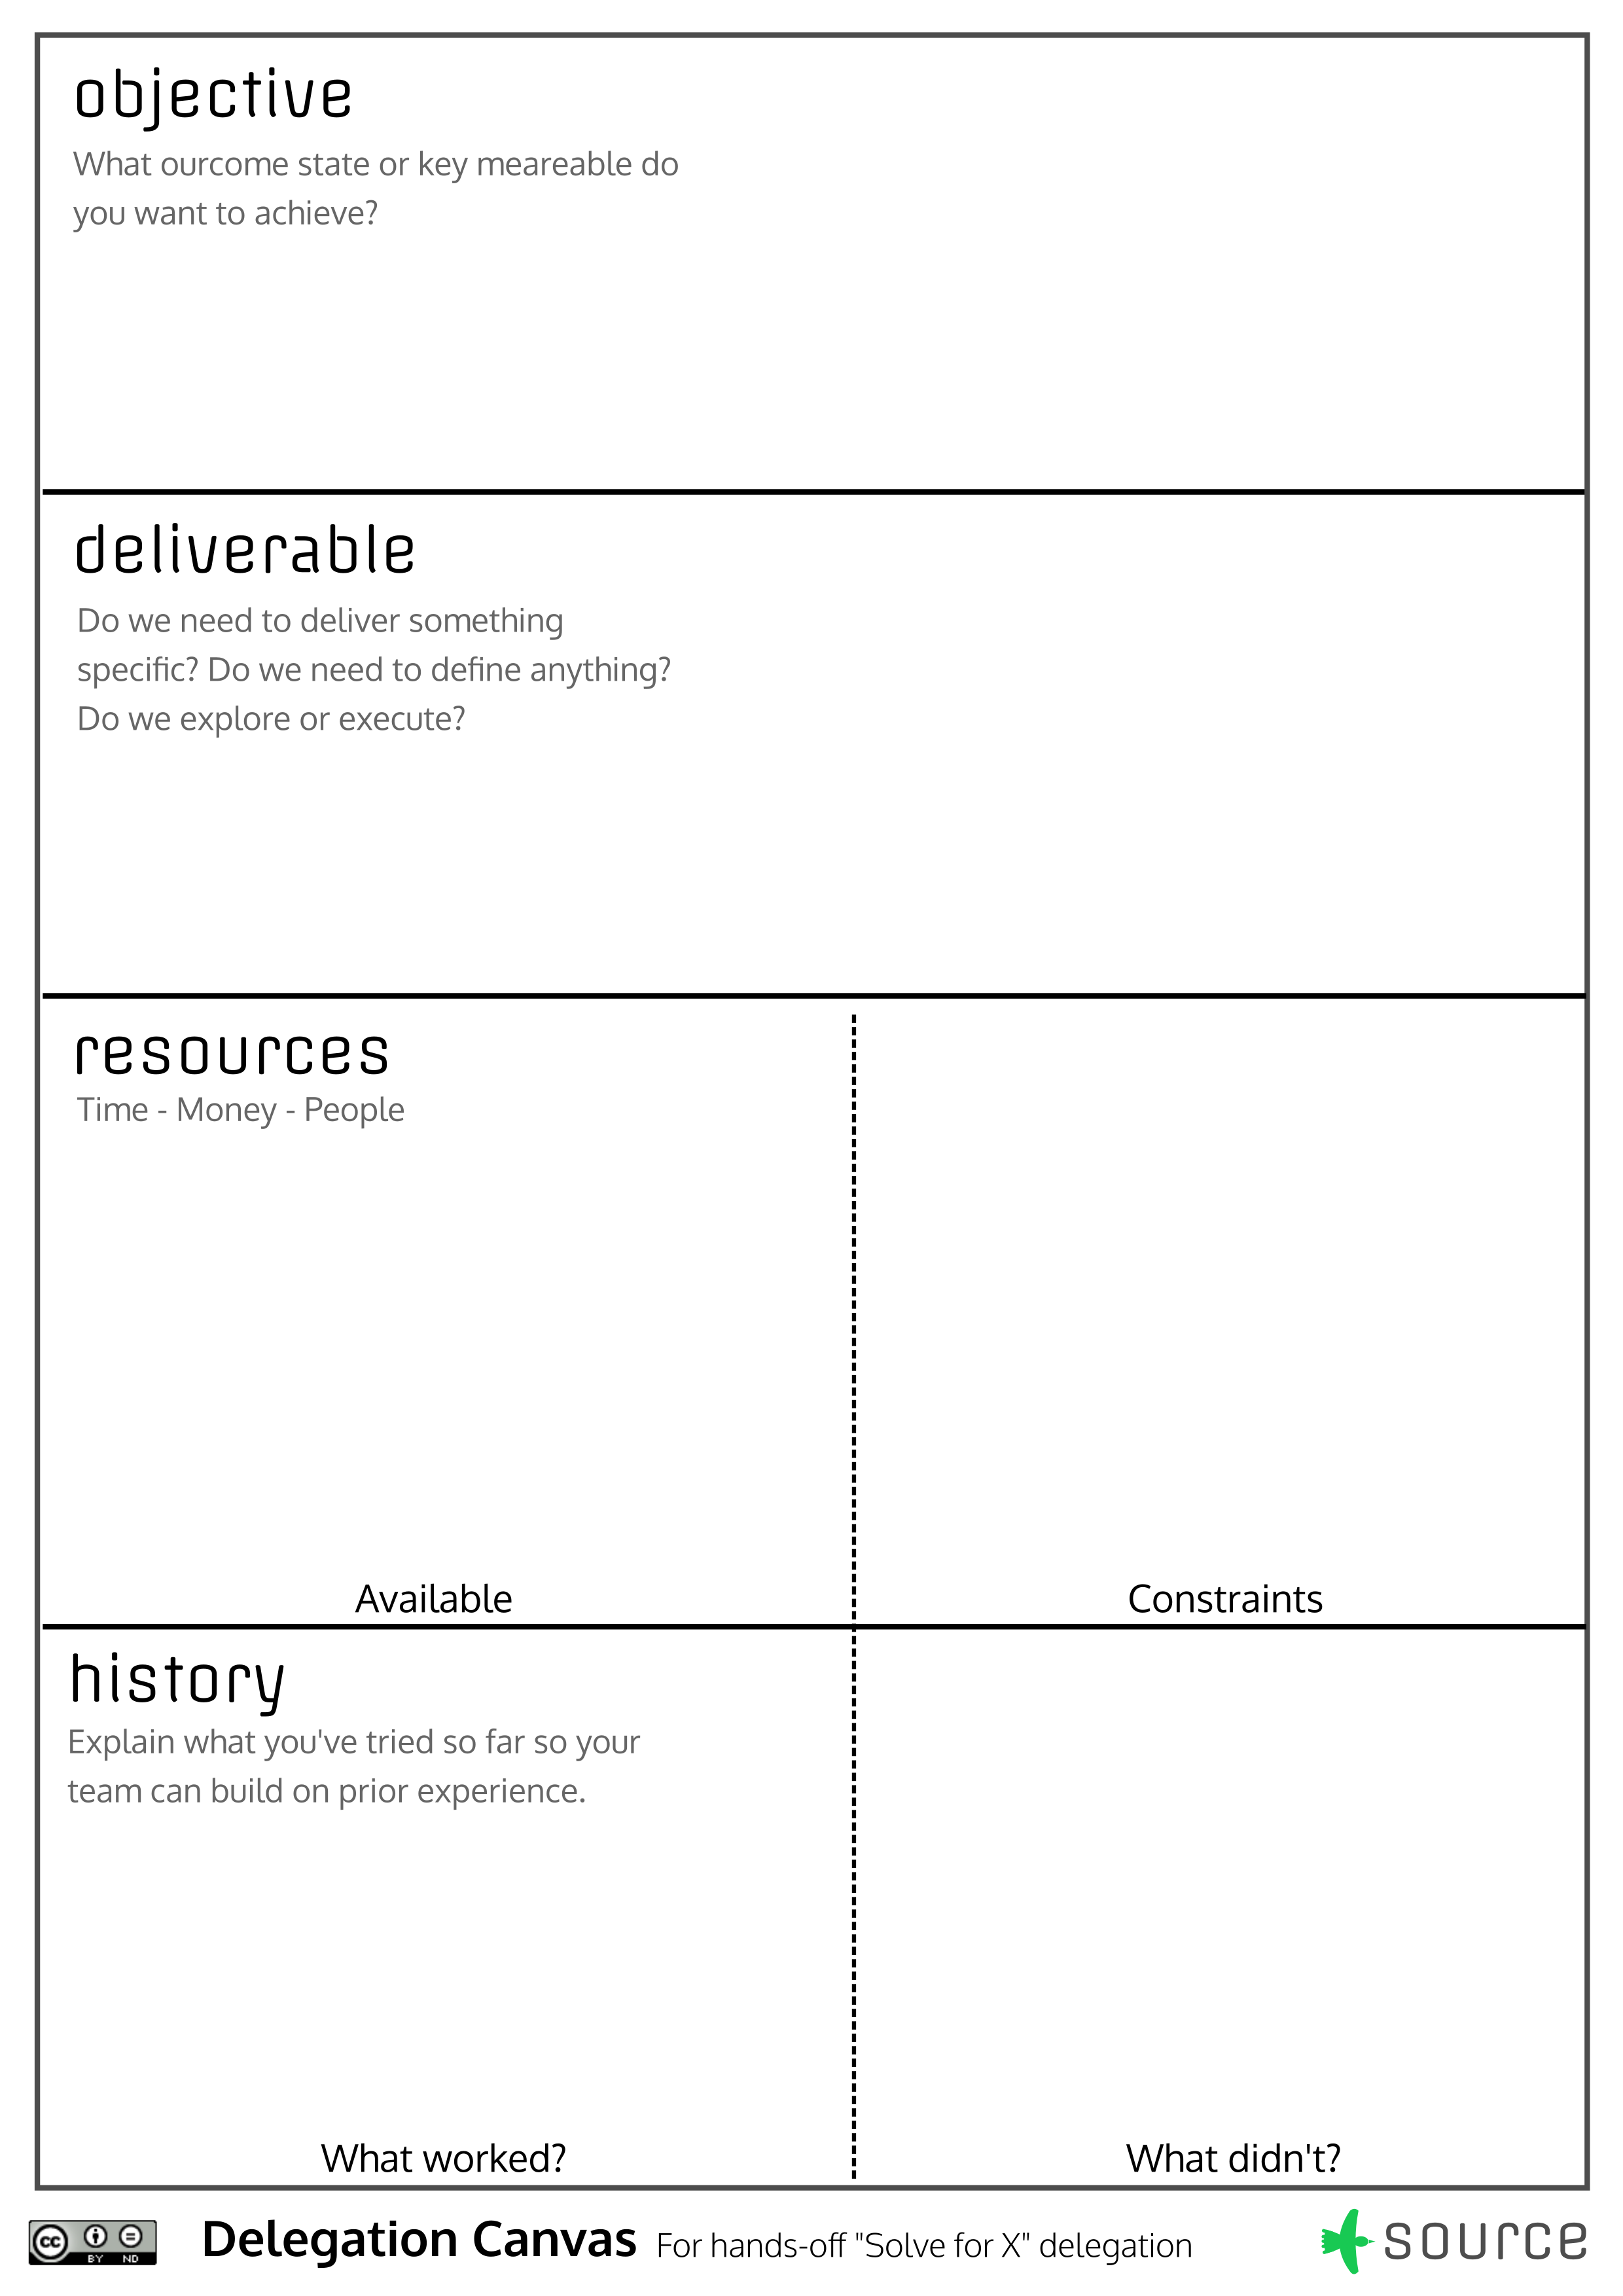 objective
What ourcome state or key meareable do
you want to achieve?
deliverable
Do we need to deliver something
specific? Do we need to define anything?
Do we explore or execute?
resources
Time - Money - People
Available
Constraints
history
Explain what you've tried so far so your
team can build on prior experience.
What worked?
What didn't?
cc BY ND
Delegation Canvas For hands-off "Solve for X" delegation
source